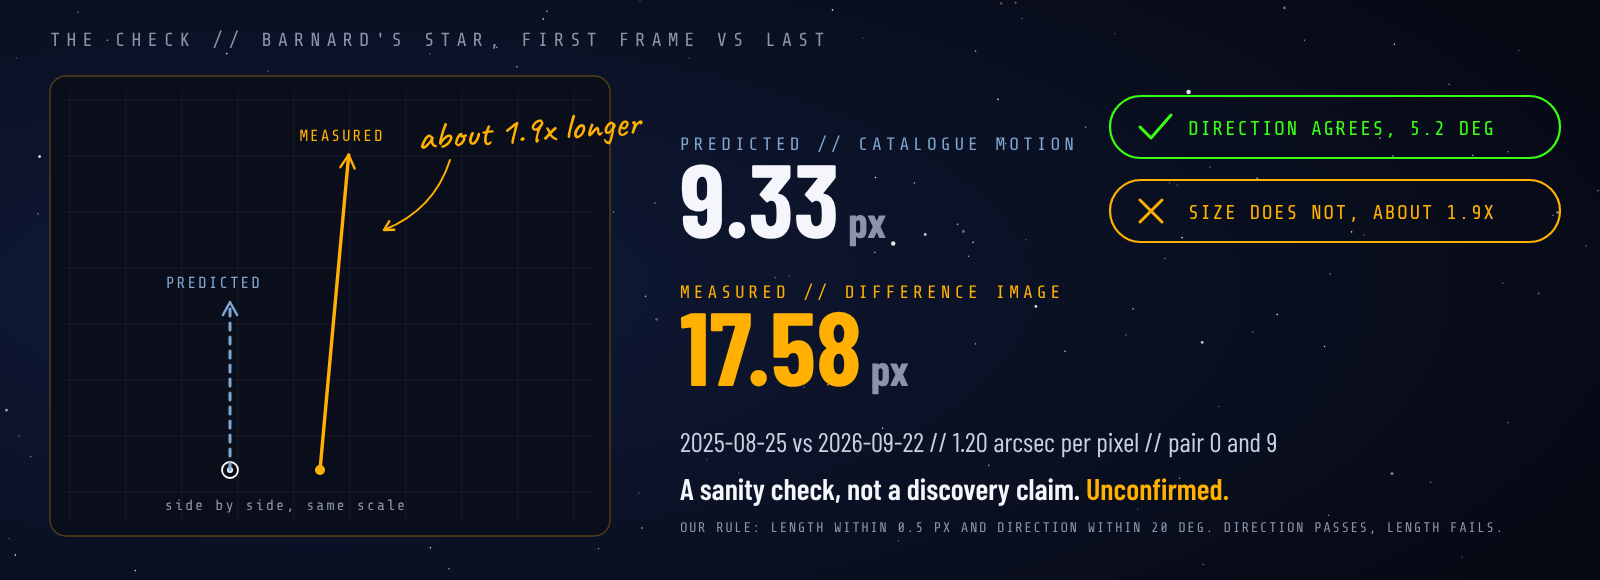 THE CHECK // BARNARD'S STAR, FIRST FRAME VS LAST
MEASURED
about 1.9x longer
PREDICTED
side by side, same scale
PREDICTED // CATALOGUE MOTION
9.33 px
MEASURED // DIFFERENCE IMAGE
17.58 px
DIRECTION AGREES, 5.2 DEG
SIZE DOES NOT, ABOUT 1.9X
2025-08-25 vs 2026-09-22 // 1.20 arcsec per pixel // pair 0 and 9
A sanity check, not a discovery claim. Unconfirmed.
OUR RULE: LENGTH WITHIN 0.5 PX AND DIRECTION WITHIN 20 DEG. DIRECTION PASSES, LENGTH FAILS.